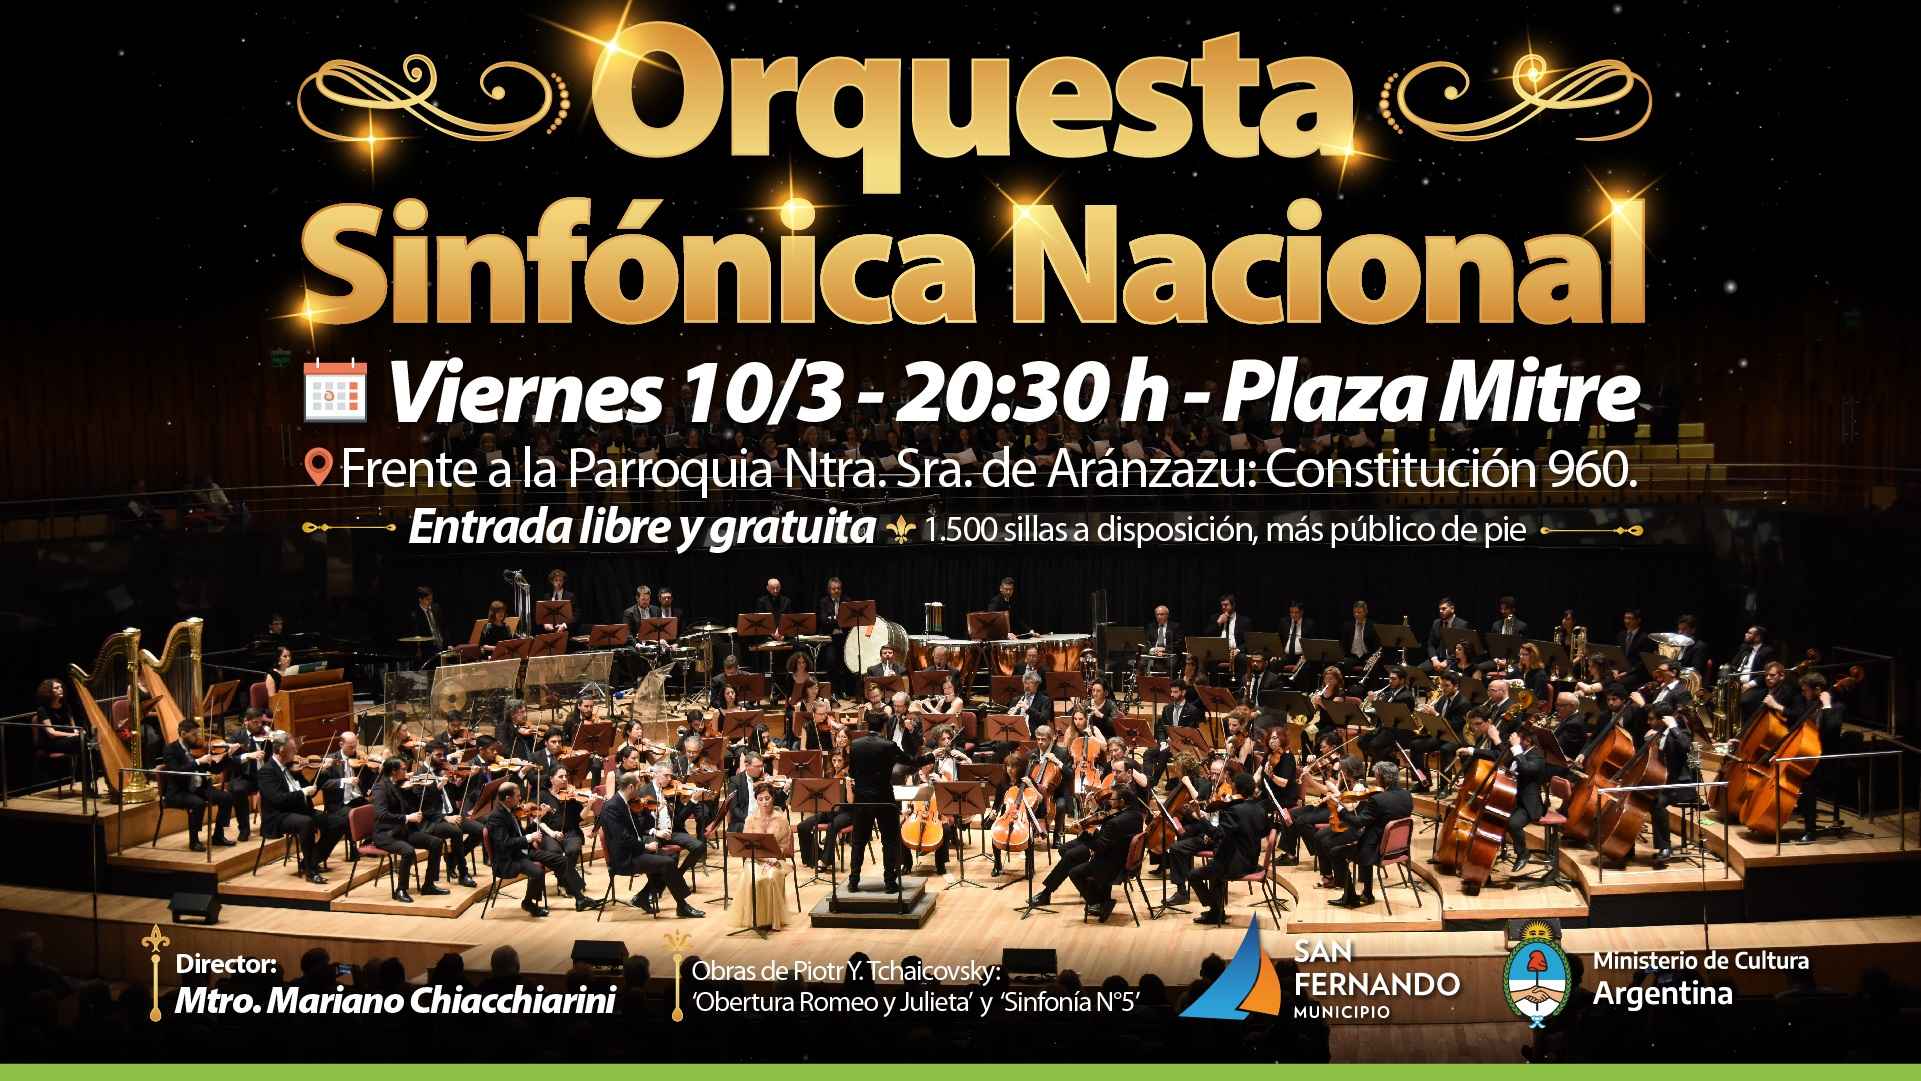 Orquesta
Sinfónica Nacional
Viernes 10/3 - 20:30 h - Plaza Mitre
Frente a la Parroquia Ntra. Sra. de Aránzazu: Constitución 960.
Entrada libre y gratuita 1.500 sillas a disposición, más público de pie
Director:
Mtro. Mariano Chiacchiarini
Obras de Piotr Y. Tchaicovsky:
‘Obertura Romeo y Julieta’ y ‘Sinfonía N°5’
SAN
FERNANDO
MUNICIPIO
Ministerio de Cultura
Argentina